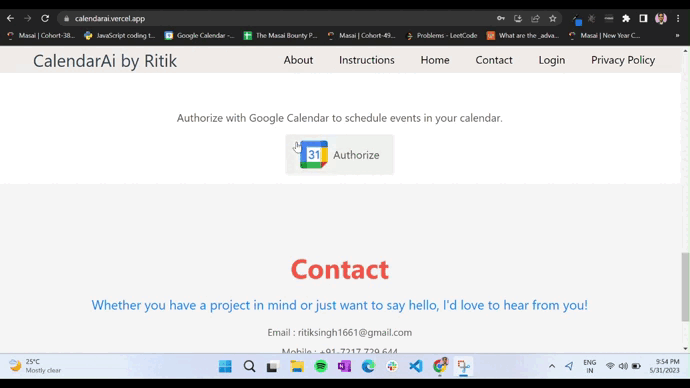 calendarai.vercel.app
Masai | Cohort-38... JavaScript coding t... Google Calendar -... The Masai Bounty P... Masai | Cohort-49... Problems - LeetCode What are the _adva... Masai | New Year C...
CalendarAi by Ritik About Instructions Home Contact Login Privacy Policy
Authorize with Google Calendar to schedule events in your calendar.
31 Authorize
Contact
Whether you have a project in mind or just want to say hello, I'd love to hear from you!
Email : ritiksingh1661@gmail.com
Mobile : +91-7217 729 644
25°C ENG 9:54 PM
Mostly clear IN 5/31/2023